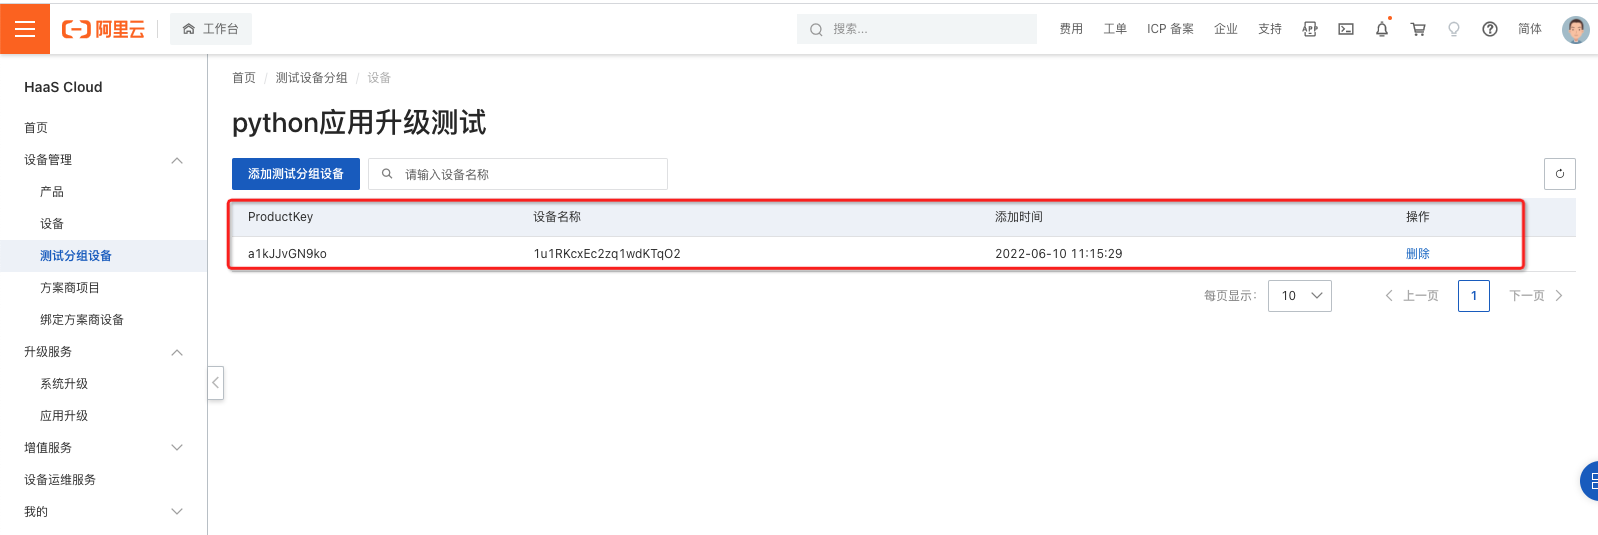 阿里云
工作台
搜索...
费用
工单
ICP 备案
企业
支持
简体
HaaS Cloud
首页
设备管理
产品
设备
测试分组设备
方案商项目
绑定方案商设备
升级服务
系统升级
应用升级
增值服务
设备运维服务
我的
首页 / 测试设备分组 / 设备
python应用升级测试
添加测试分组设备
请输入设备名称
ProductKey 设备名称 添加时间 操作
a1kJJvGN9ko 1u1RKcxEc2zq1wdKTqO2 2022-06-10 11:15:29 删除
每页显示: 10 上一页 1 下一页